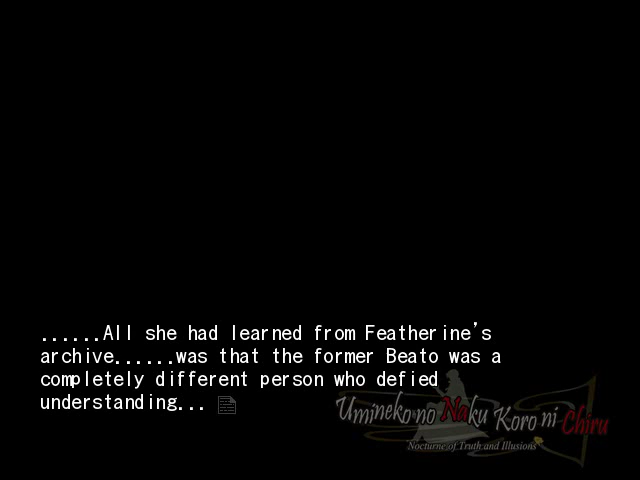 ......All she had learned from Featherine's
archive......was that the former Beato was a
completely different person who defied
understanding...
Umineko no Naku Koro ni Chiru
Nocturne of Truth and Illusions